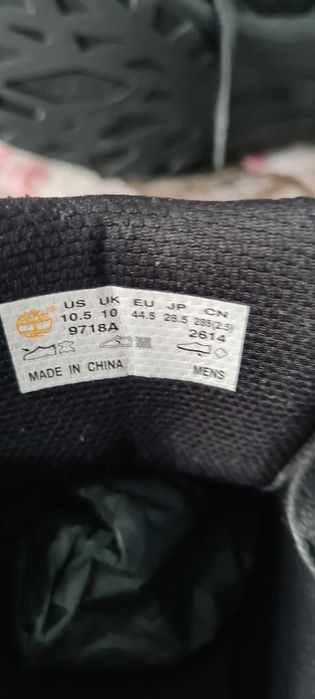 US UK EU JP CN
10.5 10 44.5 28.5 285(2.5)
9718A 2614
MADE IN CHINA MENS